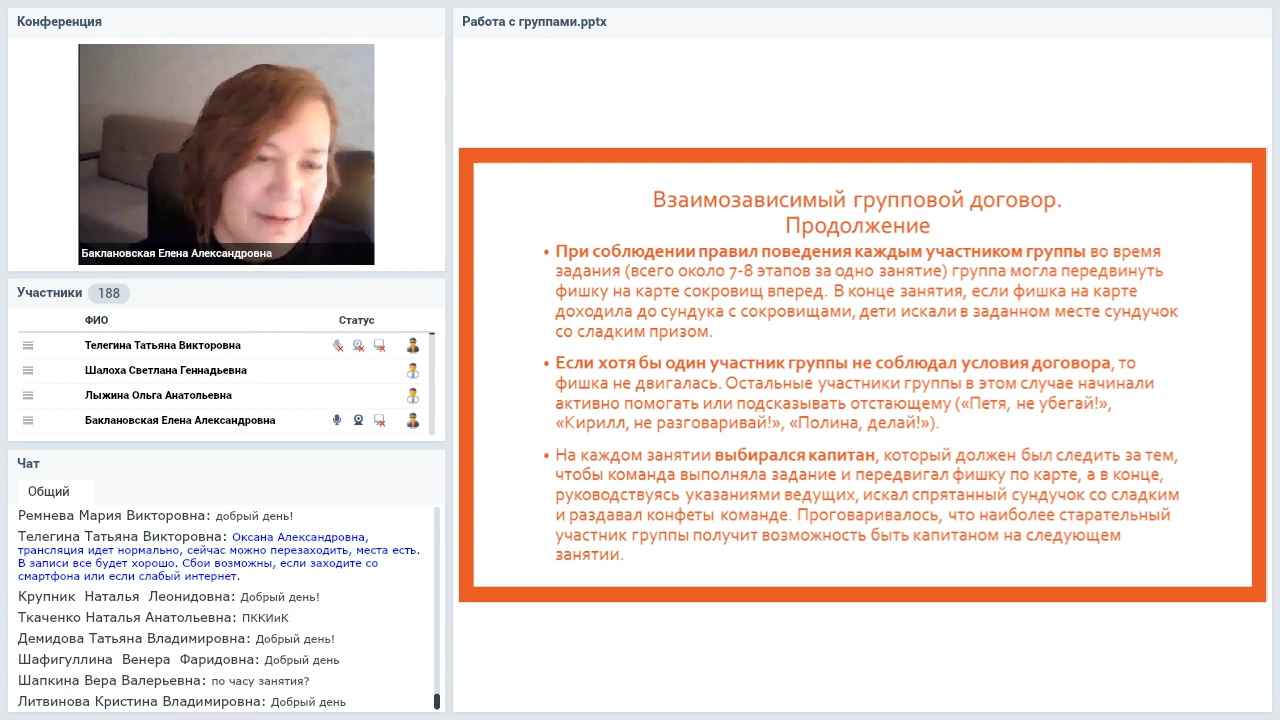 Конференция
Баклановская Елена Александровна
Участники 188
ФИО Статус
Телегина Татьяна Викторовна
Шалоха Светлана Геннадьевна
Лыжина Ольга Анатольевна
Баклановская Елена Александровна
Чат
Общий
Ремнева Мария Викторовна: добрый день!
Телегина Татьяна Викторовна: Оксана Александровна,
трансляция идет нормально, сейчас можно перезаходить, места есть.
В записи все будет хорошо. Сбои возможны, если заходите со
смартфона или если слабый интернет.
Крупник Наталья Леонидовна: Добрый день!
Ткаченко Наталья Анатольевна: ПККИиК
Демидова Татьяна Владимировна: Добрый день!
Шафигуллина Венера Фаридовна: Добрый день
Шапкина Вера Валерьевна: по часу занятия?
Литвинова Кристина Владимировна: Добрый день
Работа с группами.pptx
Взаимозависимый групповой договор.
Продолжение
• При соблюдении правил поведения каждым участником группы во время
задания (всего около 7-8 этапов за одно занятие) группа могла передвинуть
фишку на карте сокровищ вперед. В конце занятия, если фишка на карте
доходила до сундука с сокровищами, дети искали в заданном месте сундучок
со сладким призом.
• Если хотя бы один участник группы не соблюдал условия договора, то
фишка не двигалась. Остальные участники группы в этом случае начинали
активно помогать или подсказывать отстающему («Петя, не убегай!»,
«Кирилл, не разговаривай!», «Полина, делай!»).
• На каждом занятии выбирался капитан, который должен был следить за тем,
чтобы команда выполняла задание и передвигал фишку по карте, а в конце,
руководствуясь указаниями ведущих, искал спрятанный сундучок со сладким
и раздавал конфеты команде. Проговаривалось, что наиболее старательный
участник группы получит возможность быть капитаном на следующем
занятии.